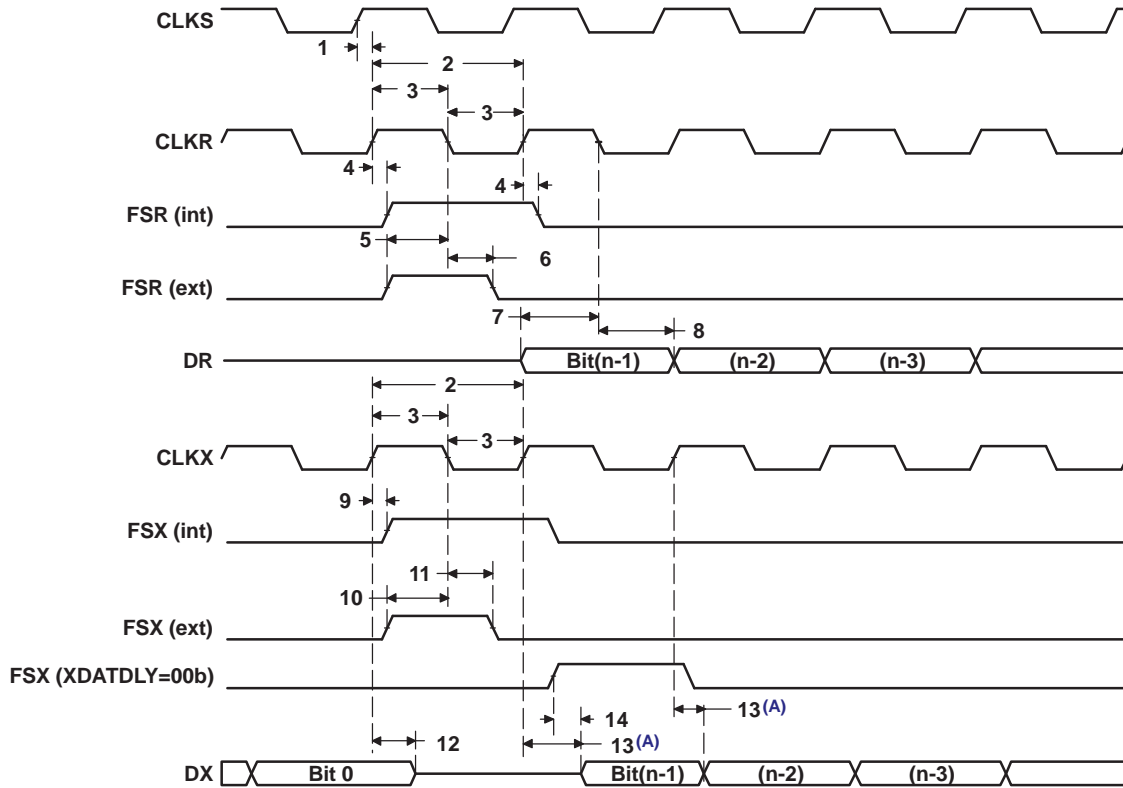 CLKS
1
2
3
3
CLKR
4
4
FSR (int)
5
6
FSR (ext)
7
8
DR
Bit(n-1)
(n-2)
(n-3)
2
3
3
CLKX
9
FSX (int)
11
10
FSX (ext)
FSX (XDATDLY=00b)
13(A)
14
12
13(A)
DX
Bit 0
Bit(n-1)
(n-2)
(n-3)